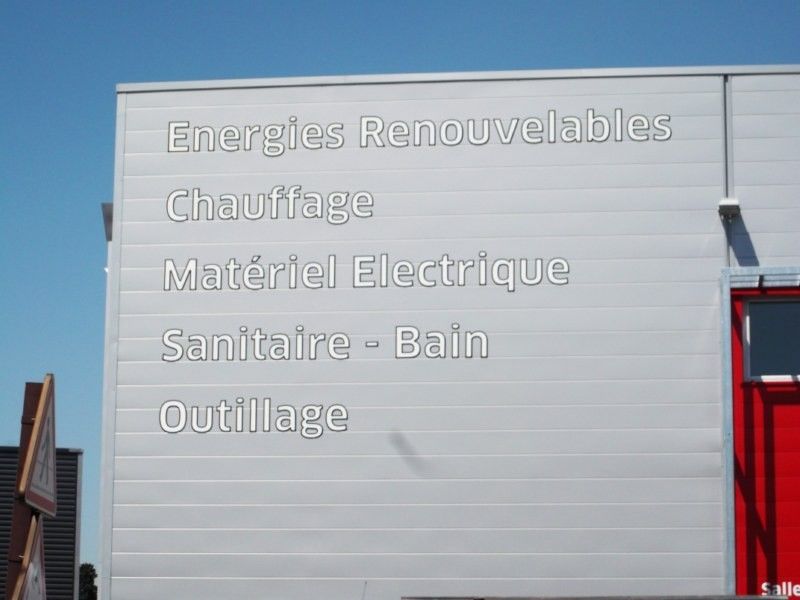 Energies Renouvelables
Chauffage
Matériel Electrique
Sanitaire - Bain
Outillage
Salle